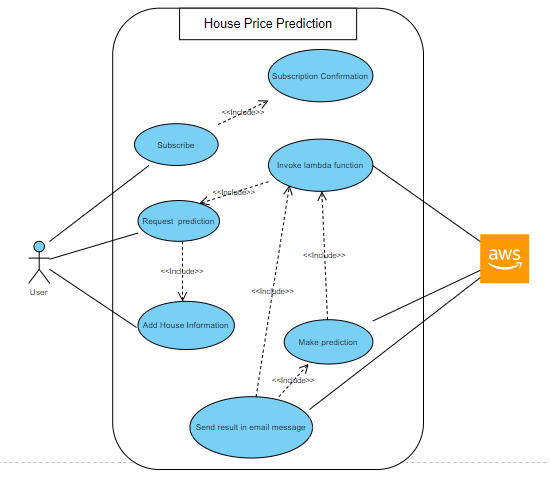 House Price Prediction
Subscription Confirmation
<<Include>>
Subscribe
Invoke lambda function
<<Include>>
Request prediction
aws
<<Include>>
<<Include>>
User
<<Include>>
Add House Information
Make prediction
<<Include>>
Send result in email message